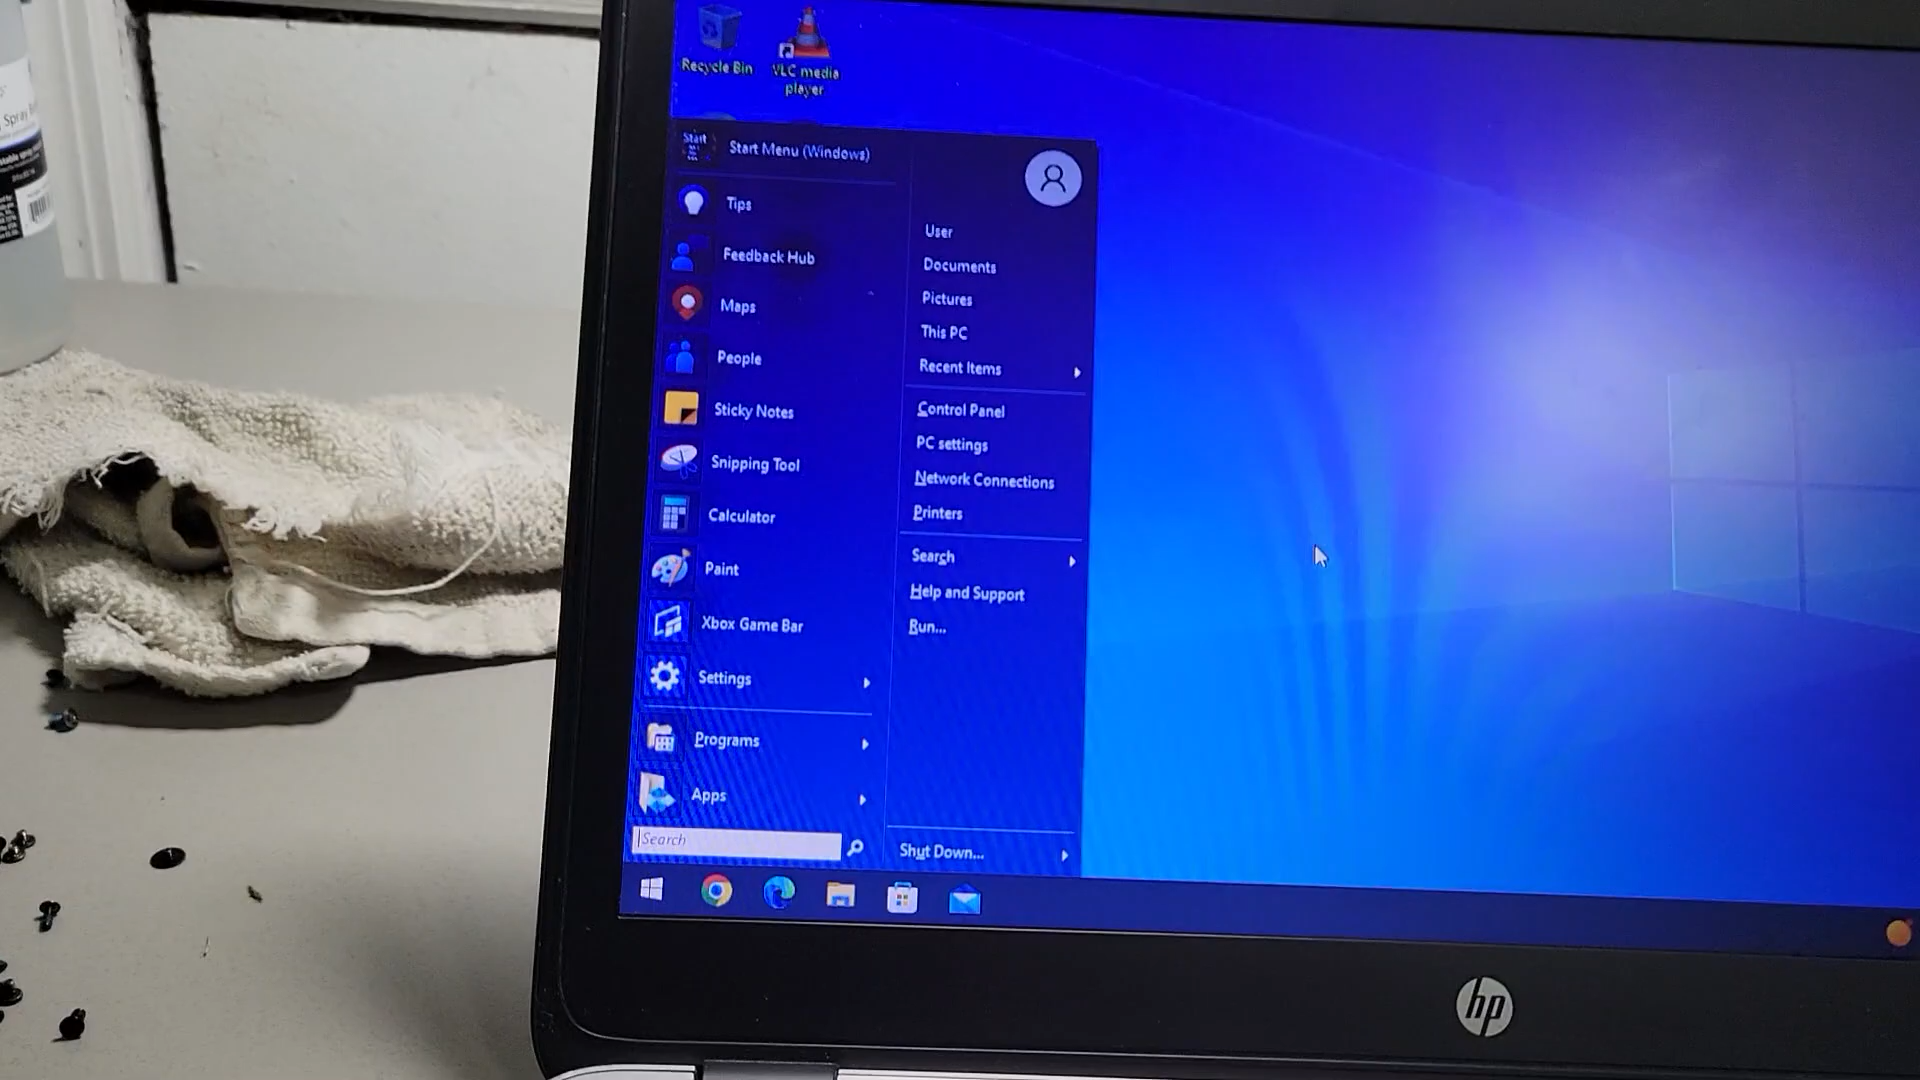 Recycle Bin
VLC media
player
Start
Start Menu (Windows)
Tips
Feedback Hub
Maps
People
Sticky Notes
Snipping Tool
Calculator
Paint
Xbox Game Bar
Settings
Programs
Apps
Search
User
Documents
Pictures
This PC
Recent Items
Control Panel
PC settings
Network Connections
Printers
Search
Help and Support
Run...
Shut Down...
hp
Spray